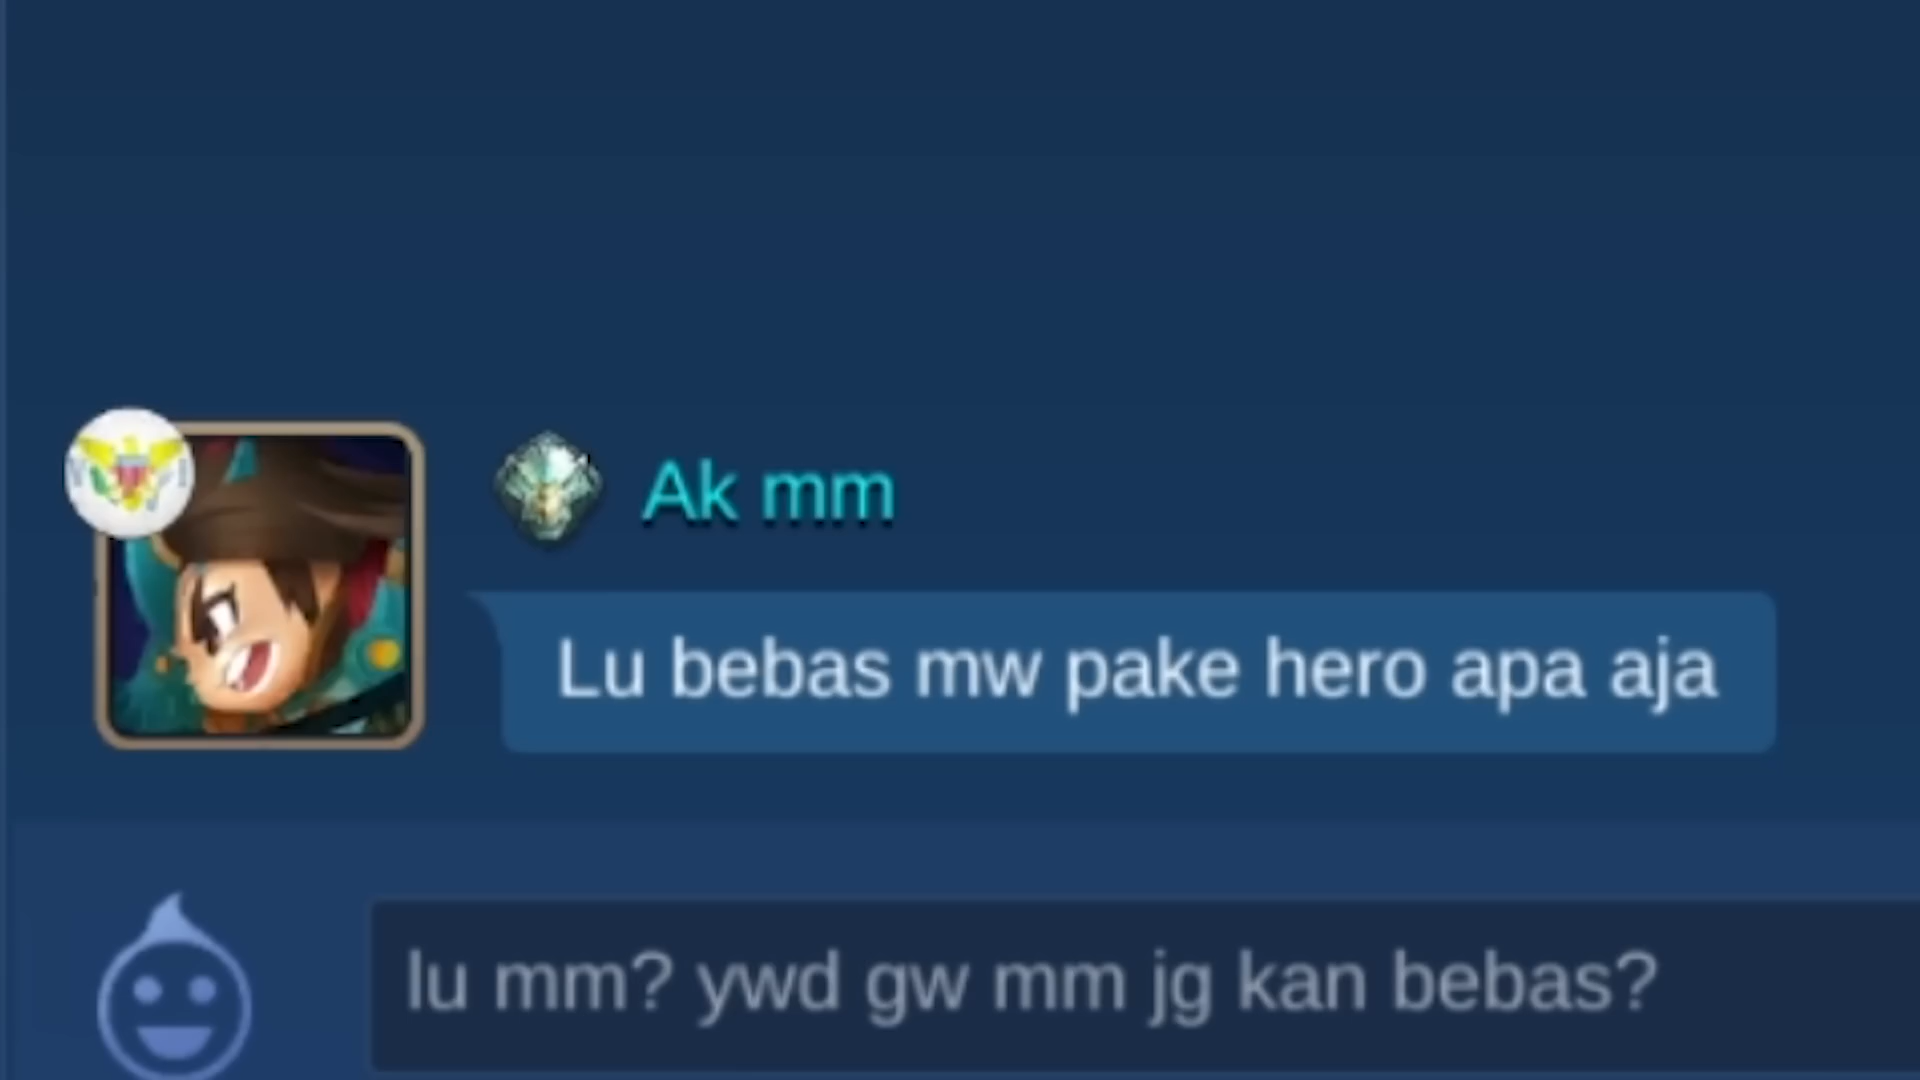 Ak mm
Lu bebas mw pake hero apa aja
lu mm? ywd gw mm jg kan bebas?